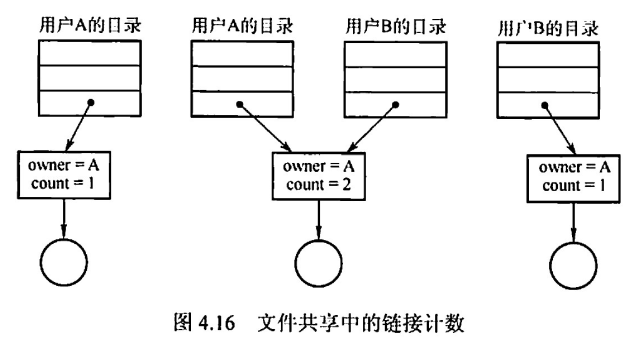 用户A的目录 用户A的目录 用户B的目录 用户B的目录
owner = A
count = 1
owner = A
count = 2
owner = A
count = 1
图 4.16 文件共享中的链接计数